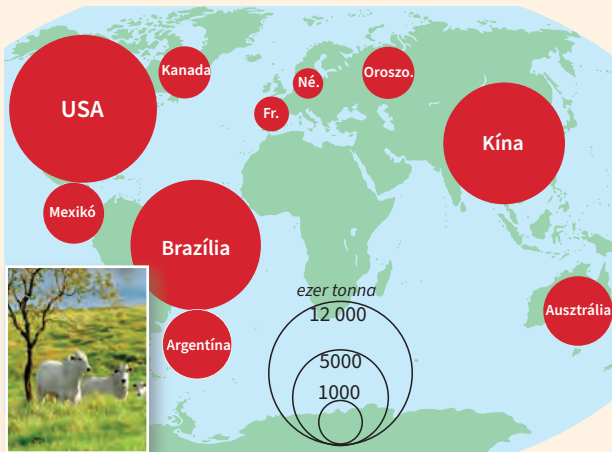 Kanada
Né.
Oroszo.
USA
Fr.
Kína
Mexikó
Brazília
Ausztrália
Argentína
ezer tonna
12 000
5000
1000